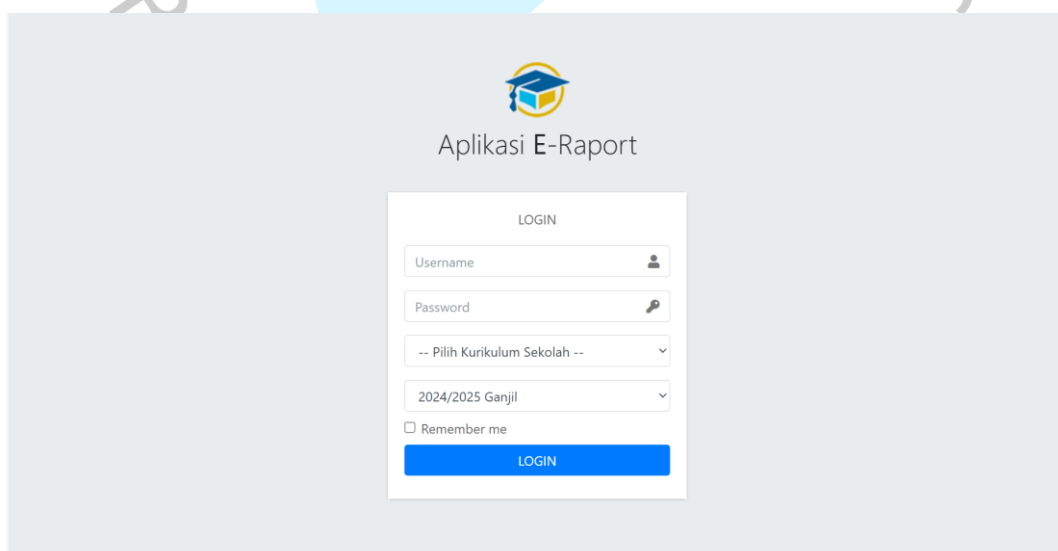 Aplikasi E-Raport
LOGIN
Username
Password
-- Pilih Kurikulum Sekolah --
2024/2025 Ganjil
Remember me
LOGIN